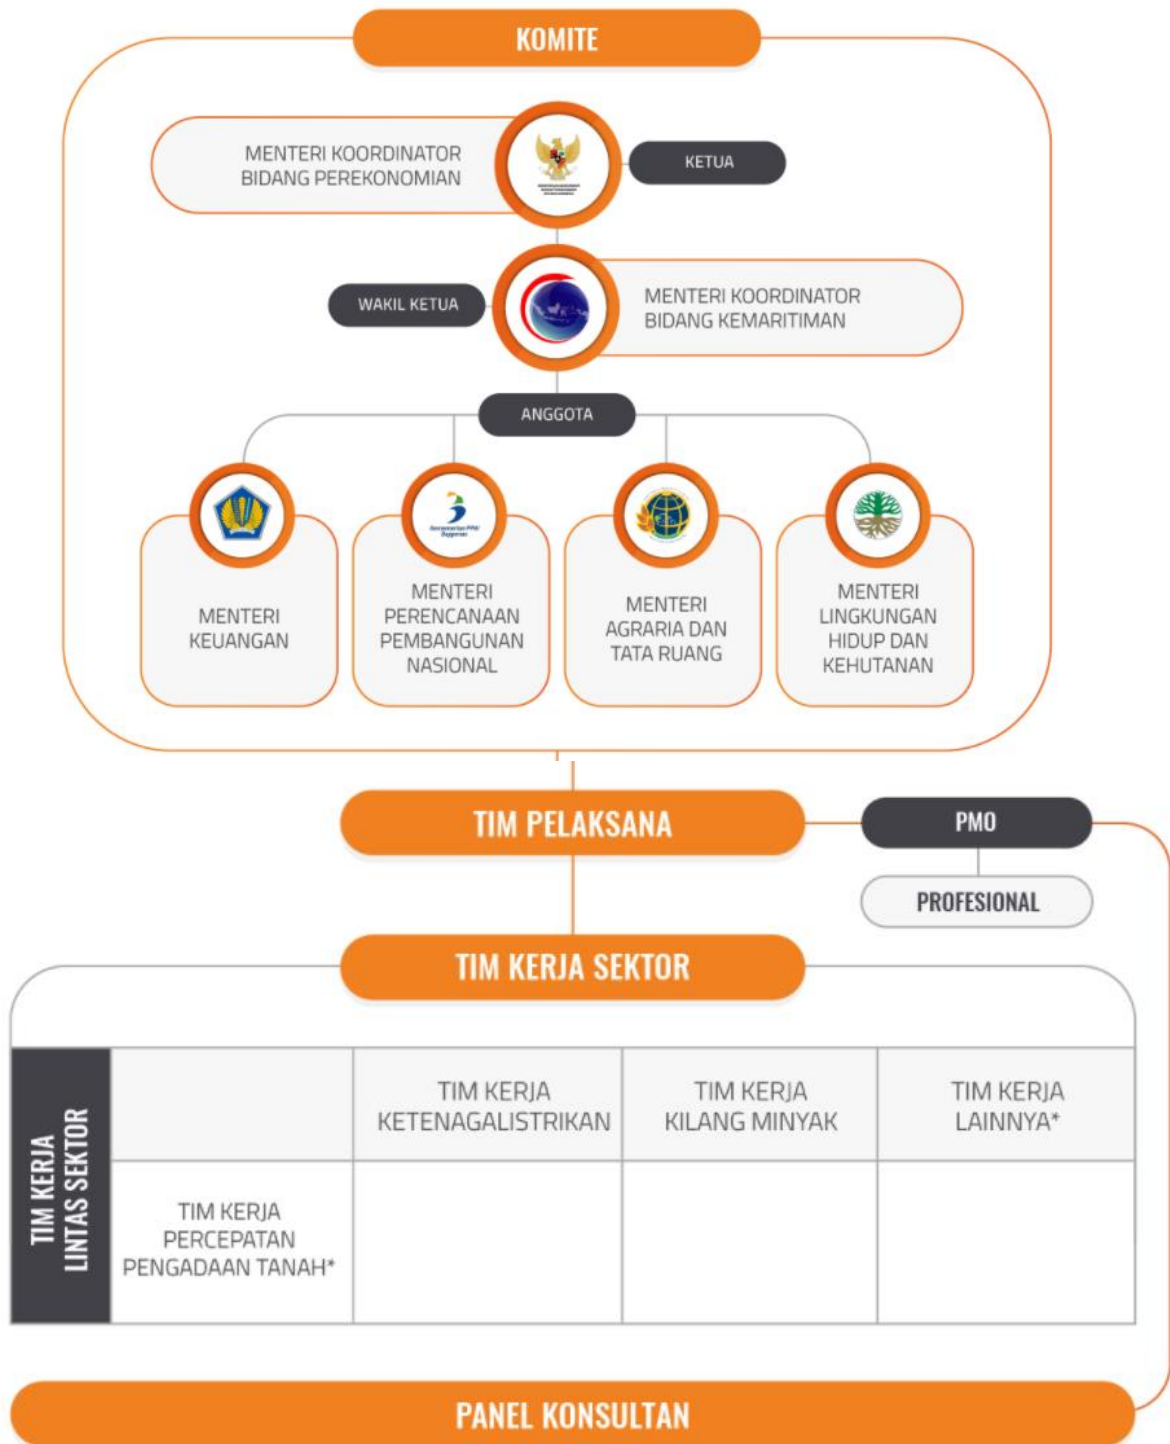 KOMITE
MENTERI KOORDINATOR
BIDANG PEREKONOMIAN
KETUA
WAKIL KETUA
MENTERI KOORDINATOR
BIDANG KEMARITIMAN
ANGGOTA
Kementerian PPN/
Bappenas
MENTERI
KEUANGAN
MENTERI
PERENCANAAN
PEMBANGUNAN
NASIONAL
MENTERI
AGRARIA DAN
TATA RUANG
MENTERI
LINGKUNGAN
HIDUP DAN
KEHUTANAN
TIM PELAKSANA
PMO
PROFESIONAL
TIM KERJA SEKTOR
TIM KERJA
LINTAS SEKTOR
TIM KERJA
KETENAGALISTRIKAN
TIM KERJA
KILANG MINYAK
TIM KERJA
LAINNYA*
TIM KERJA
PERCEPATAN
PENGADAAN TANAH*
PANEL KONSULTAN